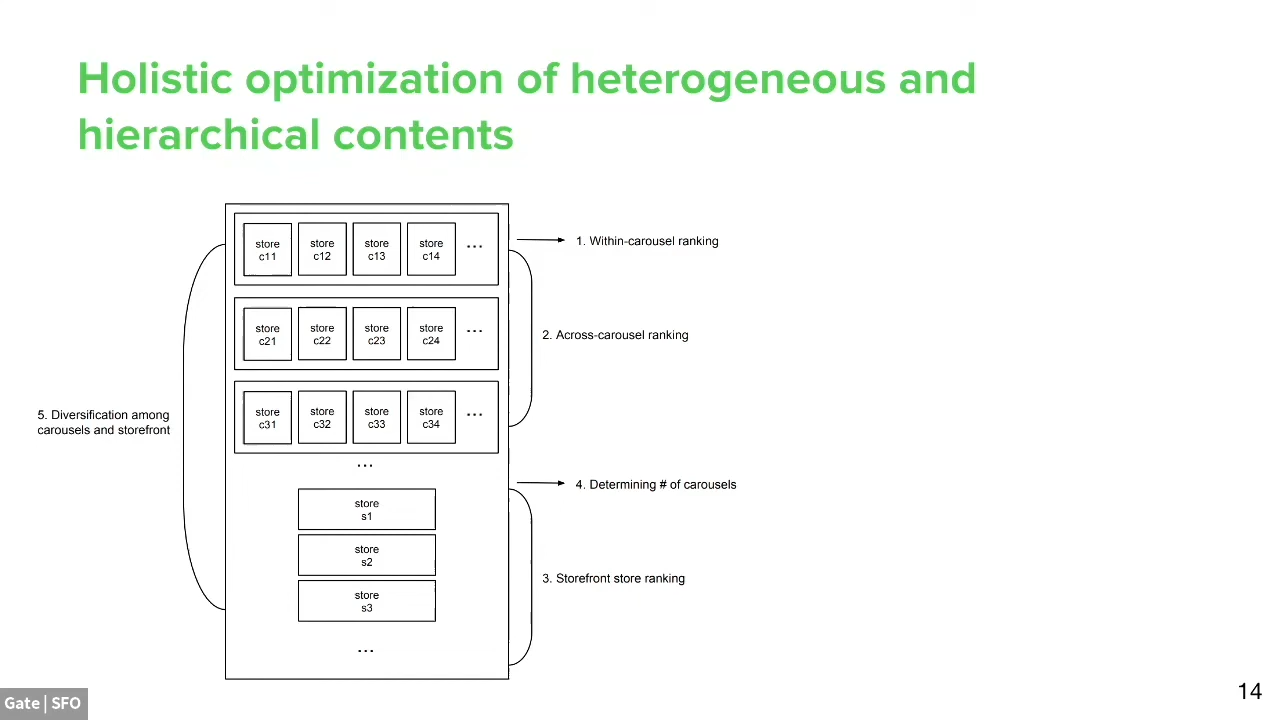 Holistic optimization of heterogeneous and
hierarchical contents
store
c11
store
c12
store
c13
store
c14
...
1. Within-carousel ranking
store
c21
store
c22
store
c23
store
c24
...
2. Across-carousel ranking
store
c31
store
c32
store
c33
store
c34
...
5. Diversification among
carousels and storefront
...
4. Determining # of carousels
store
s1
store
s2
store
s3
3. Storefront store ranking
...
Gate | SFO
14